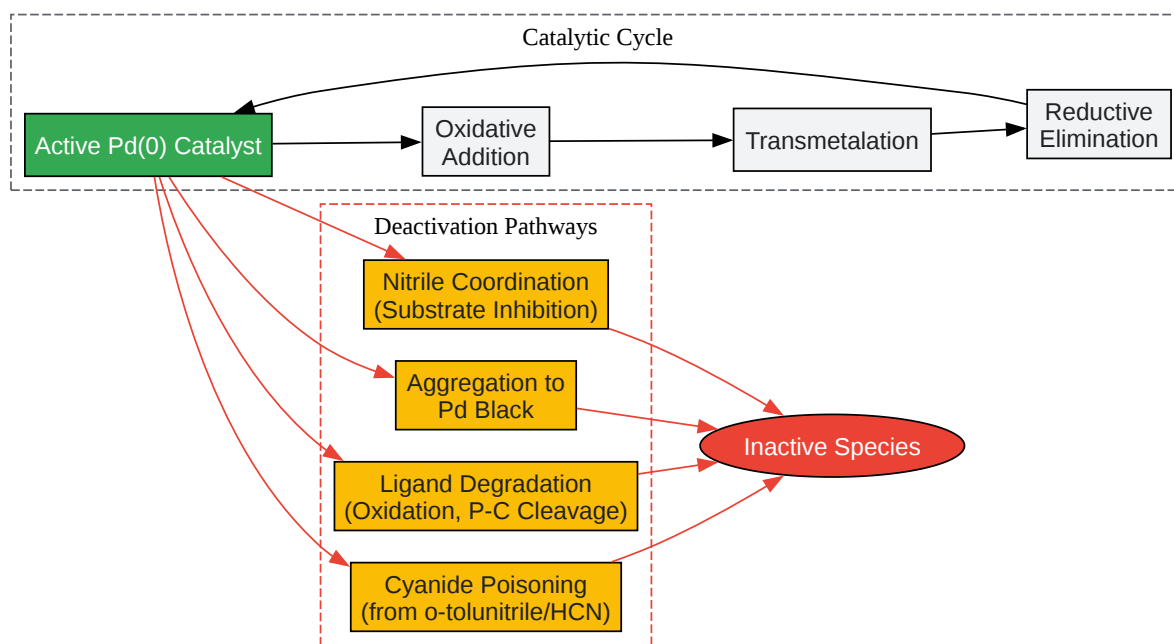 Catalytic Cycle
Active Pd(0) Catalyst
Oxidative
Addition
Transmetalation
Reductive
Elimination
Deactivation Pathways
Nitrile Coordination
(Substrate Inhibition)
Aggregation to
Pd Black
Ligand Degradation
(Oxidation, P-C Cleavage)
Cyanide Poisoning
(from o-tolunitrile/HCN)
Inactive Species